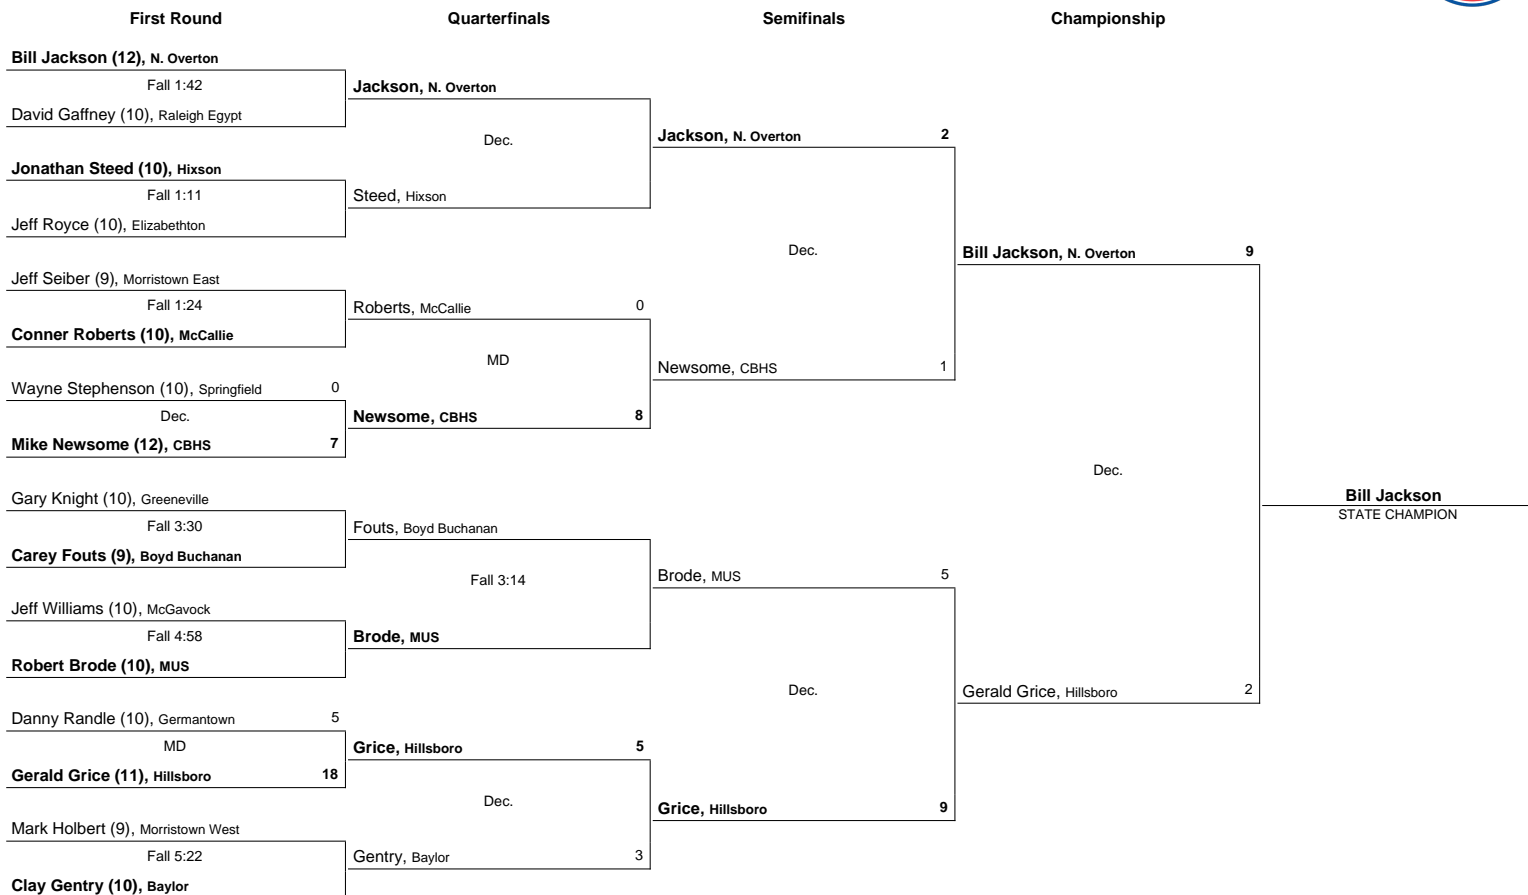 First Round Quarterfinals Semifinals Championship
Bill Jackson (12), N. Overton
Fall 1:42
Jackson, N. Overton
David Gaffney (10), Raleigh Egypt
Dec.
Jackson, N. Overton 2
Jonathan Steed (10), Hixson
Fall 1:11
Steed, Hixson
Jeff Royce (10), Elizabethton
Dec.
Bill Jackson, N. Overton 9
Jeff Seiber (9), Morristown East
Fall 1:24
Roberts, McCallie 0
Conner Roberts (10), McCallie
MD
Newsome, CBHS 1
Wayne Stephenson (10), Springfield 0
Dec.
Newsome, CBHS 8
Mike Newsome (12), CBHS 7
Dec.
Bill Jackson
STATE CHAMPION
Gary Knight (10), Greeneville
Fall 3:30
Fouts, Boyd Buchanan
Carey Fouts (9), Boyd Buchanan
Fall 3:14
Brode, MUS 5
Jeff Williams (10), McGavock
Fall 4:58
Brode, MUS
Robert Brode (10), MUS
Dec.
Gerald Grice, Hillsboro 2
Danny Randle (10), Germantown 5
MD
Grice, Hillsboro 5
Gerald Grice (11), Hillsboro 18
Dec.
Grice, Hillsboro 9
Mark Holbert (9), Morristown West
Fall 5:22
Gentry, Baylor 3
Clay Gentry (10), Baylor